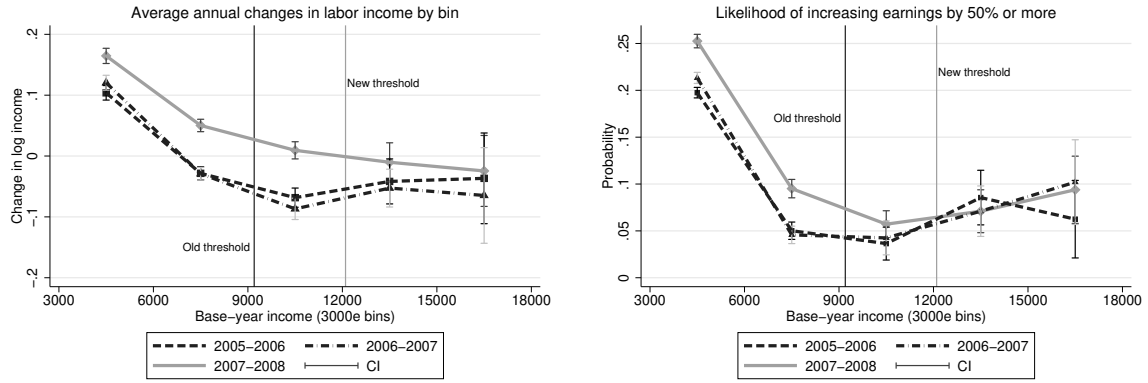 Average annual changes in labor income by bin
Change in log income
.2
.1
0
−.1
−.2
New threshold
Old threshold
3000 6000 9000 12000 15000 18000
Base−year income (3000e bins)
2005−2006 2006−2007
2007−2008 CI
Likelihood of increasing earnings by 50% or more
Probability
.25
.2
.15
.1
.05
0
New threshold
Old threshold
3000 6000 9000 12000 15000 18000
Base−year income (3000e bins)
2005−2006 2006−2007
2007−2008 CI